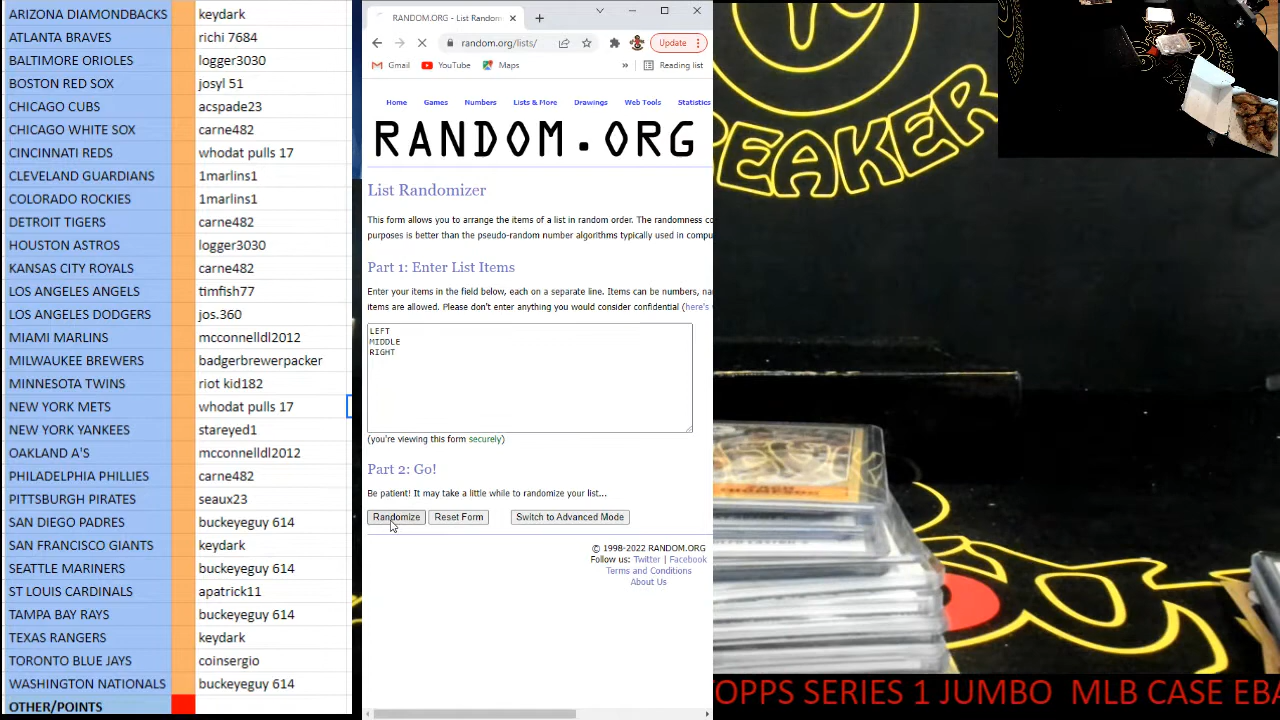 ARIZONA DIAMONDBACKS keydark
ATLANTA BRAVES richi 7684
BALTIMORE ORIOLES logger3030
BOSTON RED SOX josyl 51
CHICAGO CUBS acspade23
CHICAGO WHITE SOX carne482
CINCINNATI REDS whodat pulls 17
CLEVELAND GUARDIANS 1marlins1
COLORADO ROCKIES 1marlins1
DETROIT TIGERS carne482
HOUSTON ASTROS logger3030
KANSAS CITY ROYALS carne482
LOS ANGELES ANGELS timfish77
LOS ANGELES DODGERS jos.360
MIAMI MARLINS mcconnelldl2012
MILWAUKEE BREWERS badgerbrewerpacker
MINNESOTA TWINS riot kid182
NEW YORK METS whodat pulls 17
NEW YORK YANKEES stareyed1
OAKLAND A'S mcconnelldl2012
PHILADELPHIA PHILLIES carne482
PITTSBURGH PIRATES seaux23
SAN DIEGO PADRES buckeyeguy 614
SAN FRANCISCO GIANTS keydark
SEATTLE MARINERS buckeyeguy 614
ST LOUIS CARDINALS apatrick11
TAMPA BAY RAYS buckeyeguy 614
TEXAS RANGERS keydark
TORONTO BLUE JAYS coinsergio
WASHINGTON NATIONALS buckeyeguy 614
OTHER/POINTS
RANDOM.ORG - List Random
random.org/lists/
Update
Gmail YouTube Maps » Reading list
Home Games Numbers Lists & More Drawings Web Tools Statistics
RANDOM.ORG
List Randomizer
This form allows you to arrange the items of a list in random order. The randomness co
purposes is better than the pseudo-random number algorithms typically used in compu
Part 1: Enter List Items
Enter your items in the field below, each on a separate line. Items can be numbers, na
items are allowed. Please don't enter anything you would consider confidential (here's
LEFT
MIDDLE
RIGHT
(you're viewing this form securely)
Part 2: Go!
Be patient! It may take a little while to randomize your list...
Randomize Reset Form Switch to Advanced Mode
© 1998-2022 RANDOM.ORG
Follow us: Twitter | Facebook
Terms and Conditions
About Us
PEAKER
OPPS SERIES 1 JUMBO MLB CASE EBA